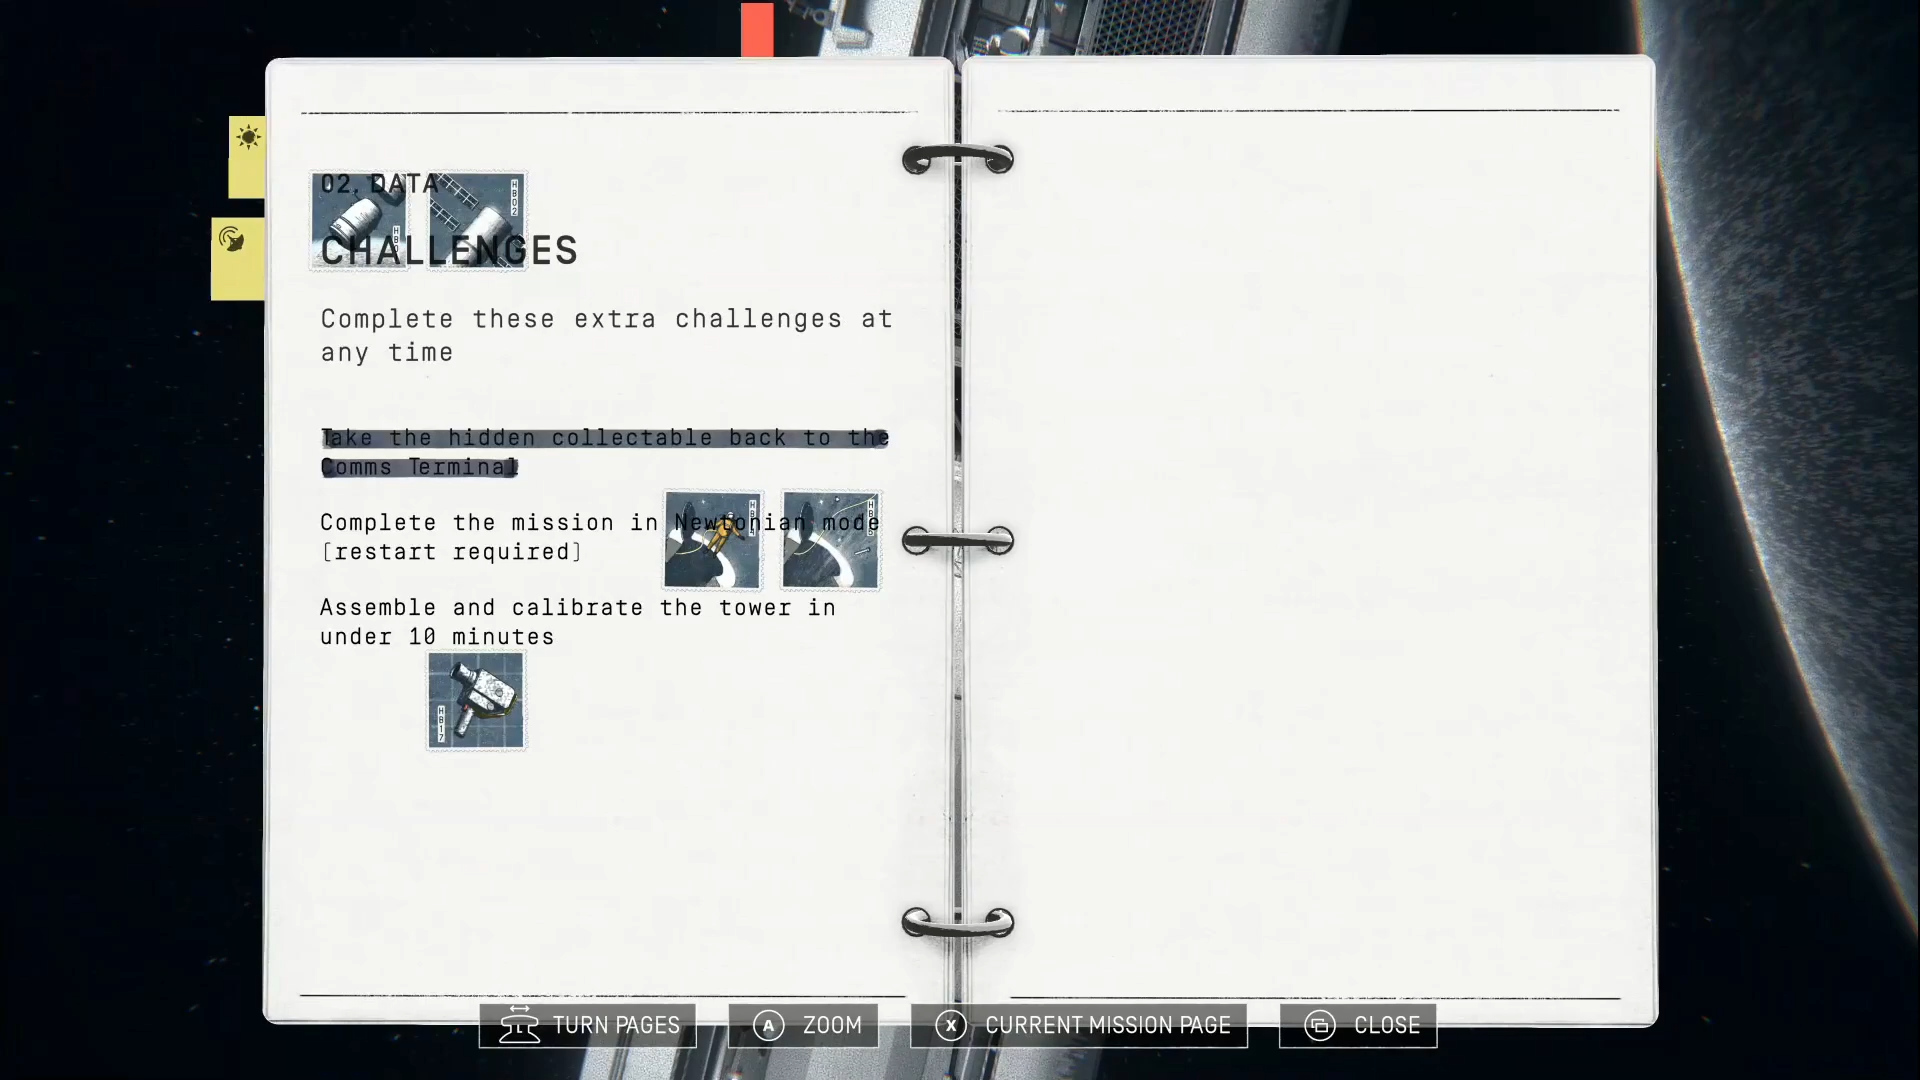 02. DATA
CHALLENGES
Complete these extra challenges at
any time
Take the hidden collectable back to the
Comms Terminal
Complete the mission in Newtonian mode
[restart required]
Assemble and calibrate the tower in
under 10 minutes
HB02
HB17
L TURN PAGES
A ZOOM
X CURRENT MISSION PAGE
CLOSE